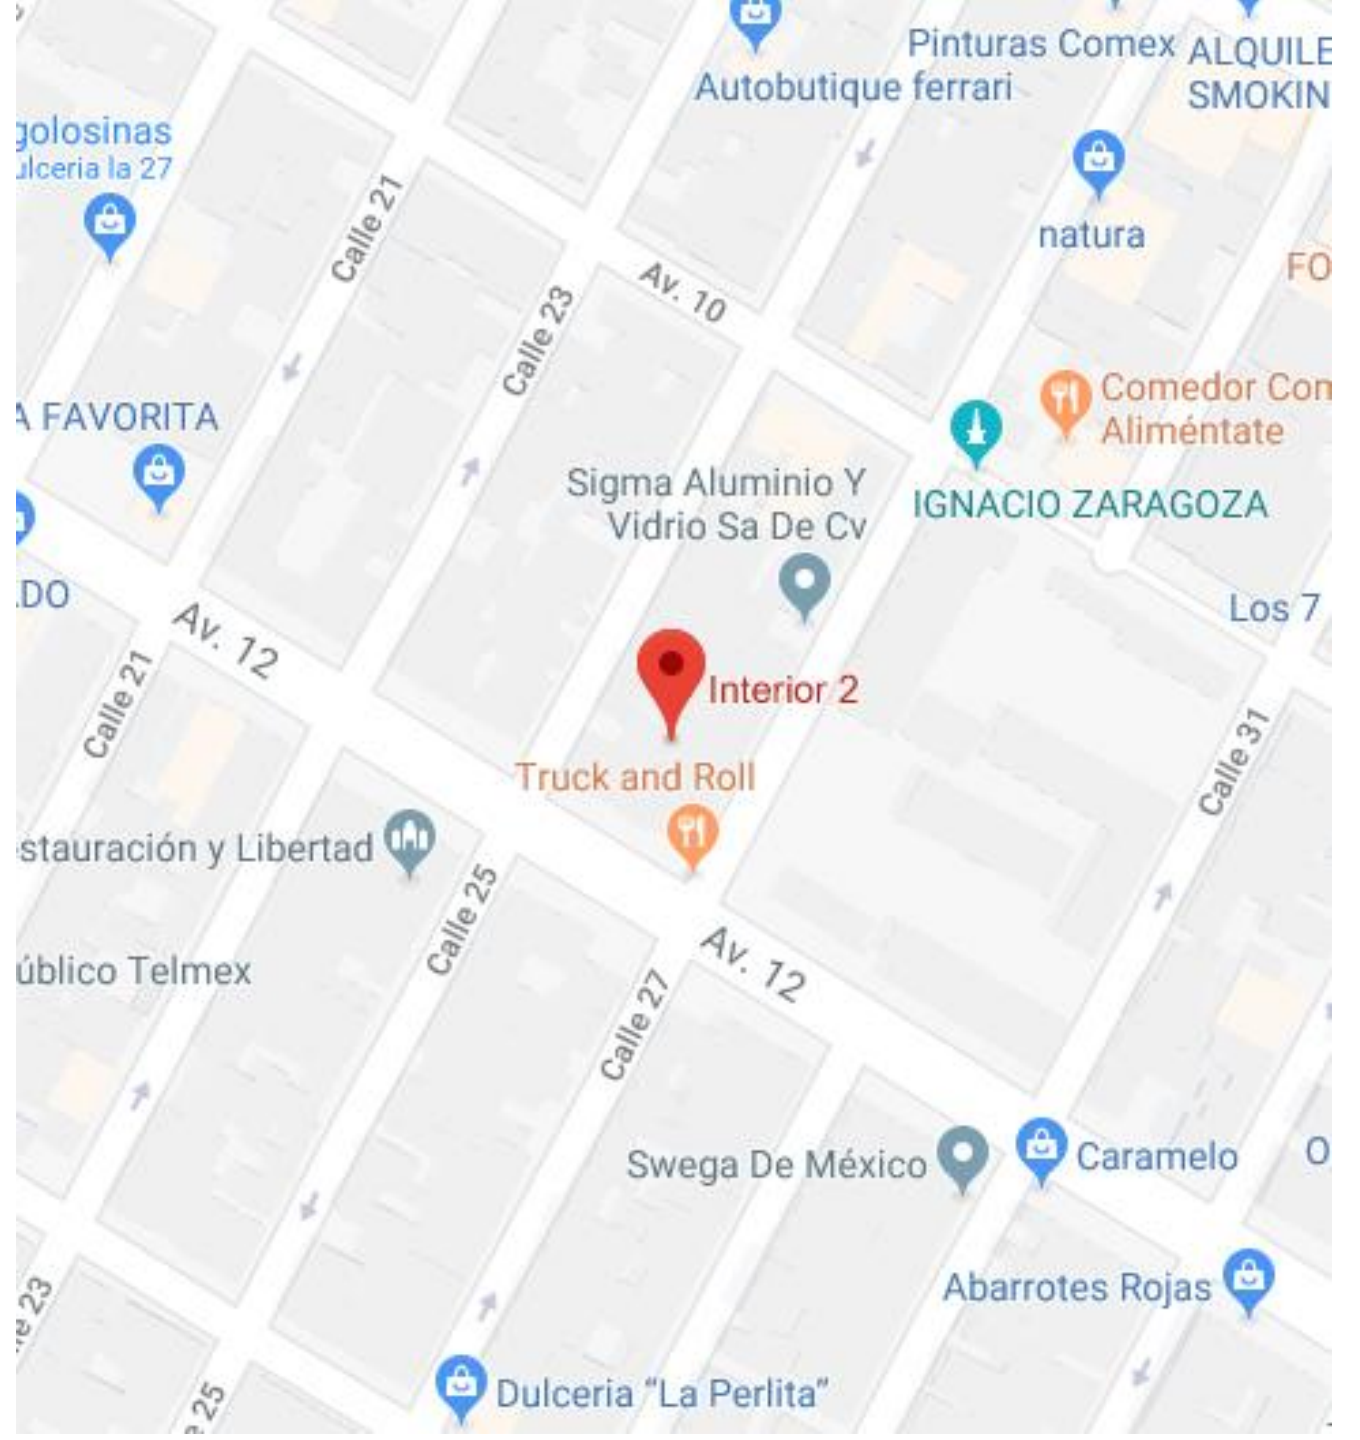 Pinturas Comex
ALQUILE
SMOKIN
Autobutique ferrari
golosinas
ulceria la 27
Calle 21
natura
Av. 10
FO
Calle 23
A FAVORITA
Comedor Com
Aliméntate
Sigma Aluminio Y
Vidrio Sa De Cv
IGNACIO ZARAGOZA
DO
Los 7
Av. 12
Calle 21
Interior 2
Truck and Roll
Calle 31
stauración y Libertad
Calle 25
úblico Telmex
Av. 12
Calle 27
Swega De México
Caramelo
O
Abarrotes Rojas
e 23
Dulceria “La Perlita”
e 25